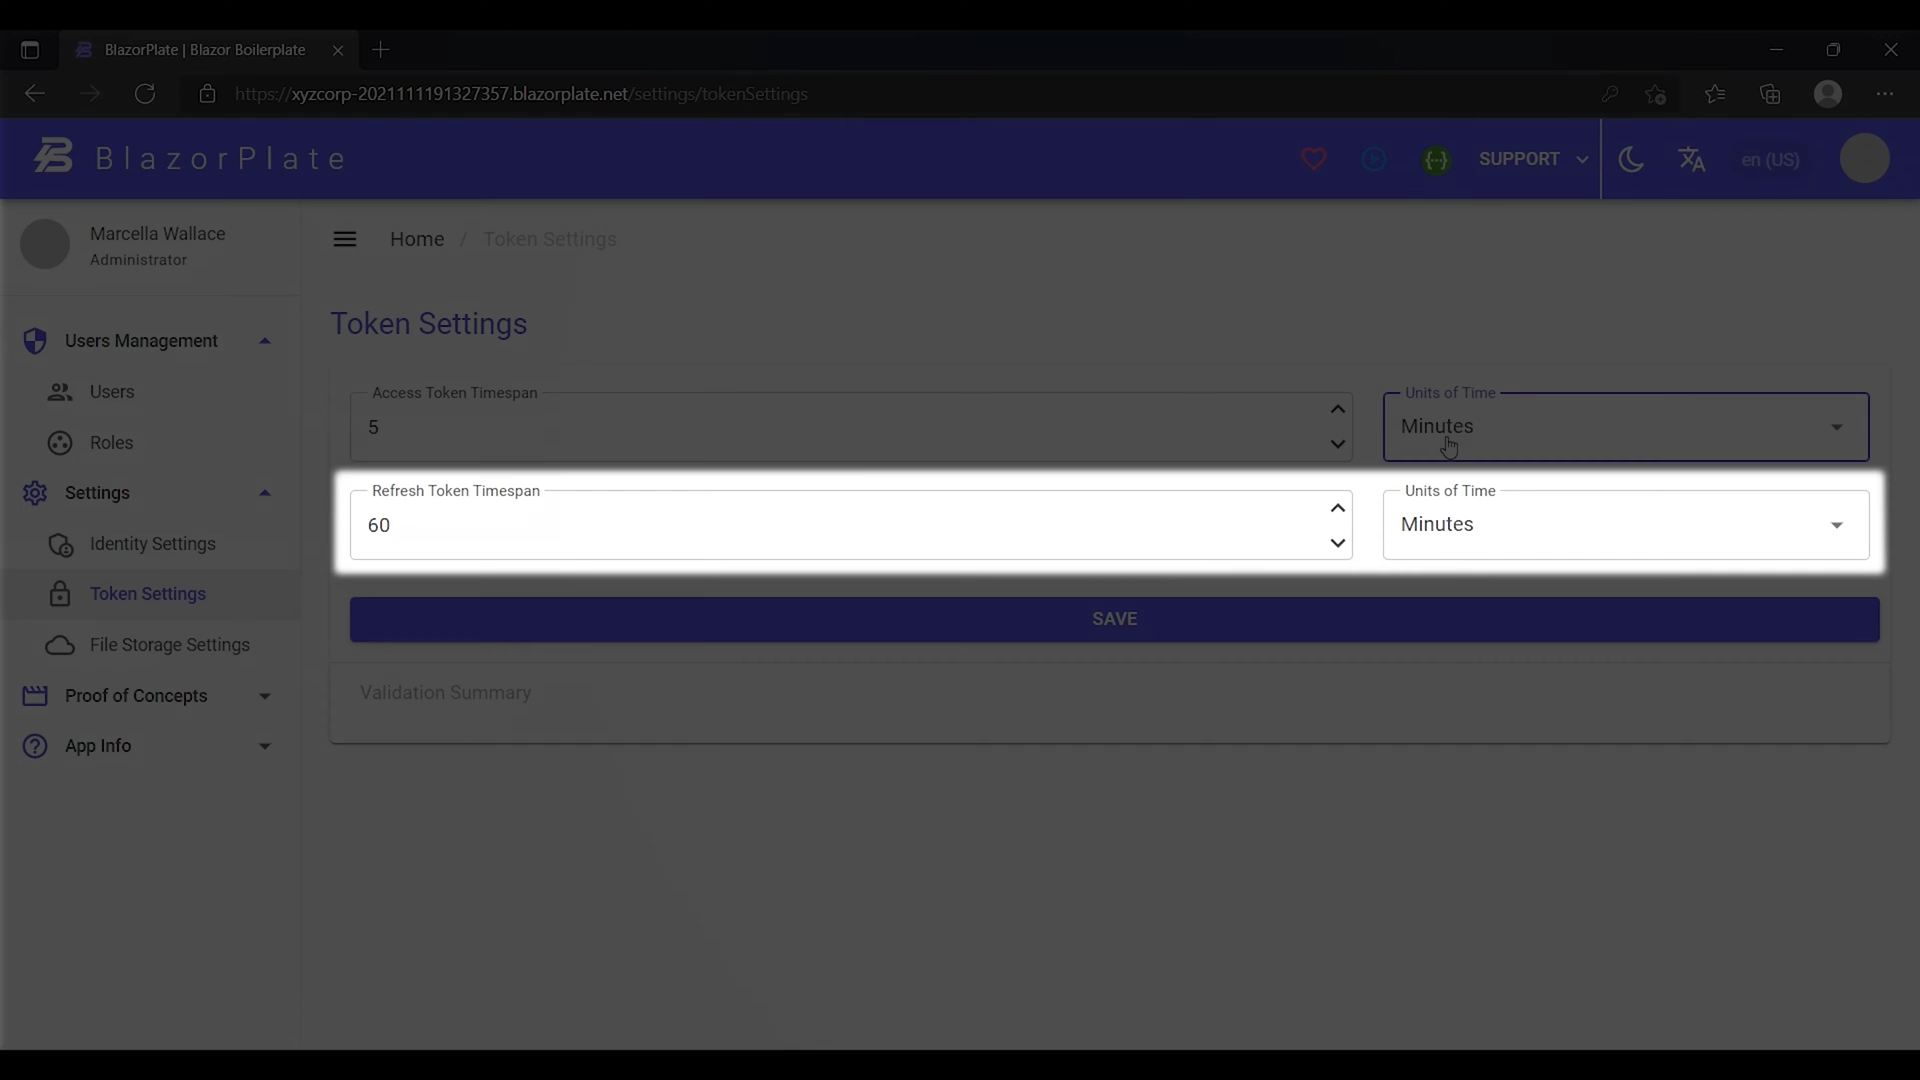 BlazorPlate | Blazor Boilerplate
https://xyzcorp-2021111191327357.blazorplate.net/settings/tokenSettings
BlazorPlate
SUPPORT
en (US)
Marcella Wallace
Administrator
Home / Token Settings
Users Management
Users
Roles
Settings
Identity Settings
Token Settings
File Storage Settings
Proof of Concepts
App Info
Token Settings
Access Token Timespan
5
Units of Time
Minutes
Refresh Token Timespan
60
Units of Time
Minutes
SAVE
Validation Summary